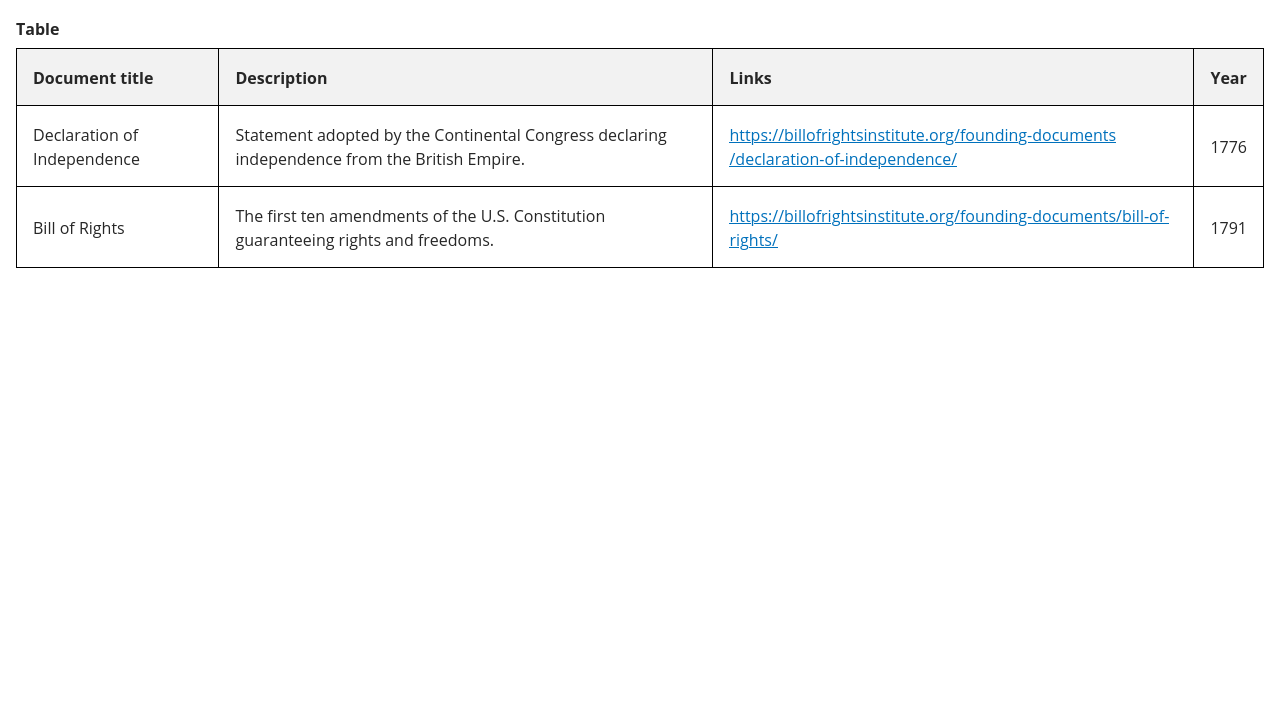 Table
Document title Description Links Year
Declaration of Statement adopted by the Continental Congress declaring https://billofrightsinstitute.org/founding-documents
Independence independence from the British Empire. /declaration-of-independence/ 1776
Bill of Rights The first ten amendments of the U.S. Constitution https://billofrightsinstitute.org/founding-documents/bill-of-
guaranteeing rights and freedoms. rights/ 1791